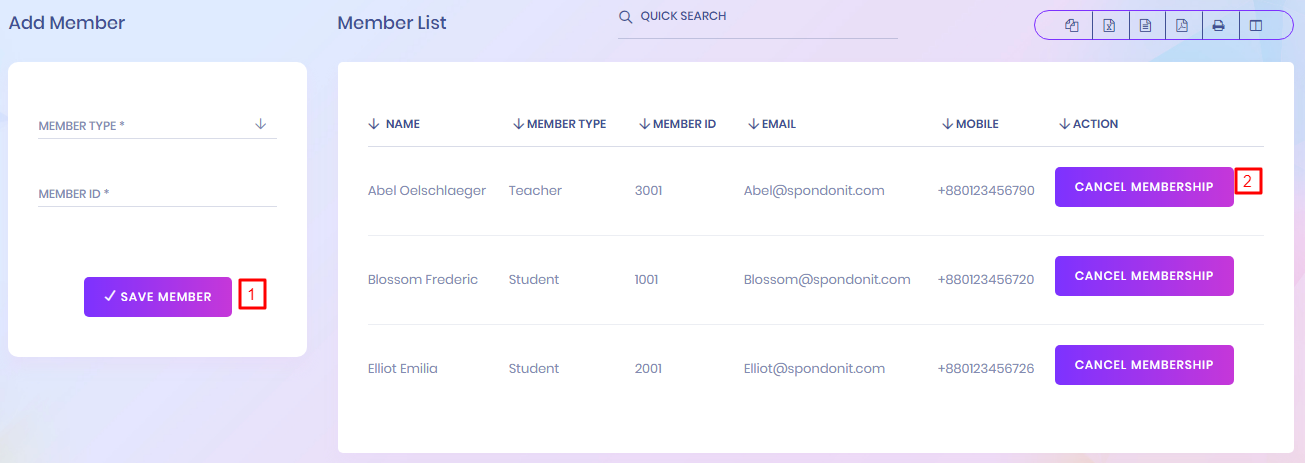 Add Member
MEMBER TYPE *
MEMBER ID *
SAVE MEMBER
1
Member List
QUICK SEARCH
NAME MEMBER TYPE MEMBER ID EMAIL MOBILE ACTION
Abel Oelschlaeger Teacher 3001 Abel@spondonit.com +880123456790 CANCEL MEMBERSHIP 2
Blossom Frederic Student 1001 Blossom@spondonit.com +880123456720 CANCEL MEMBERSHIP
Elliot Emilia Student 2001 Elliot@spondonit.com +880123456726 CANCEL MEMBERSHIP